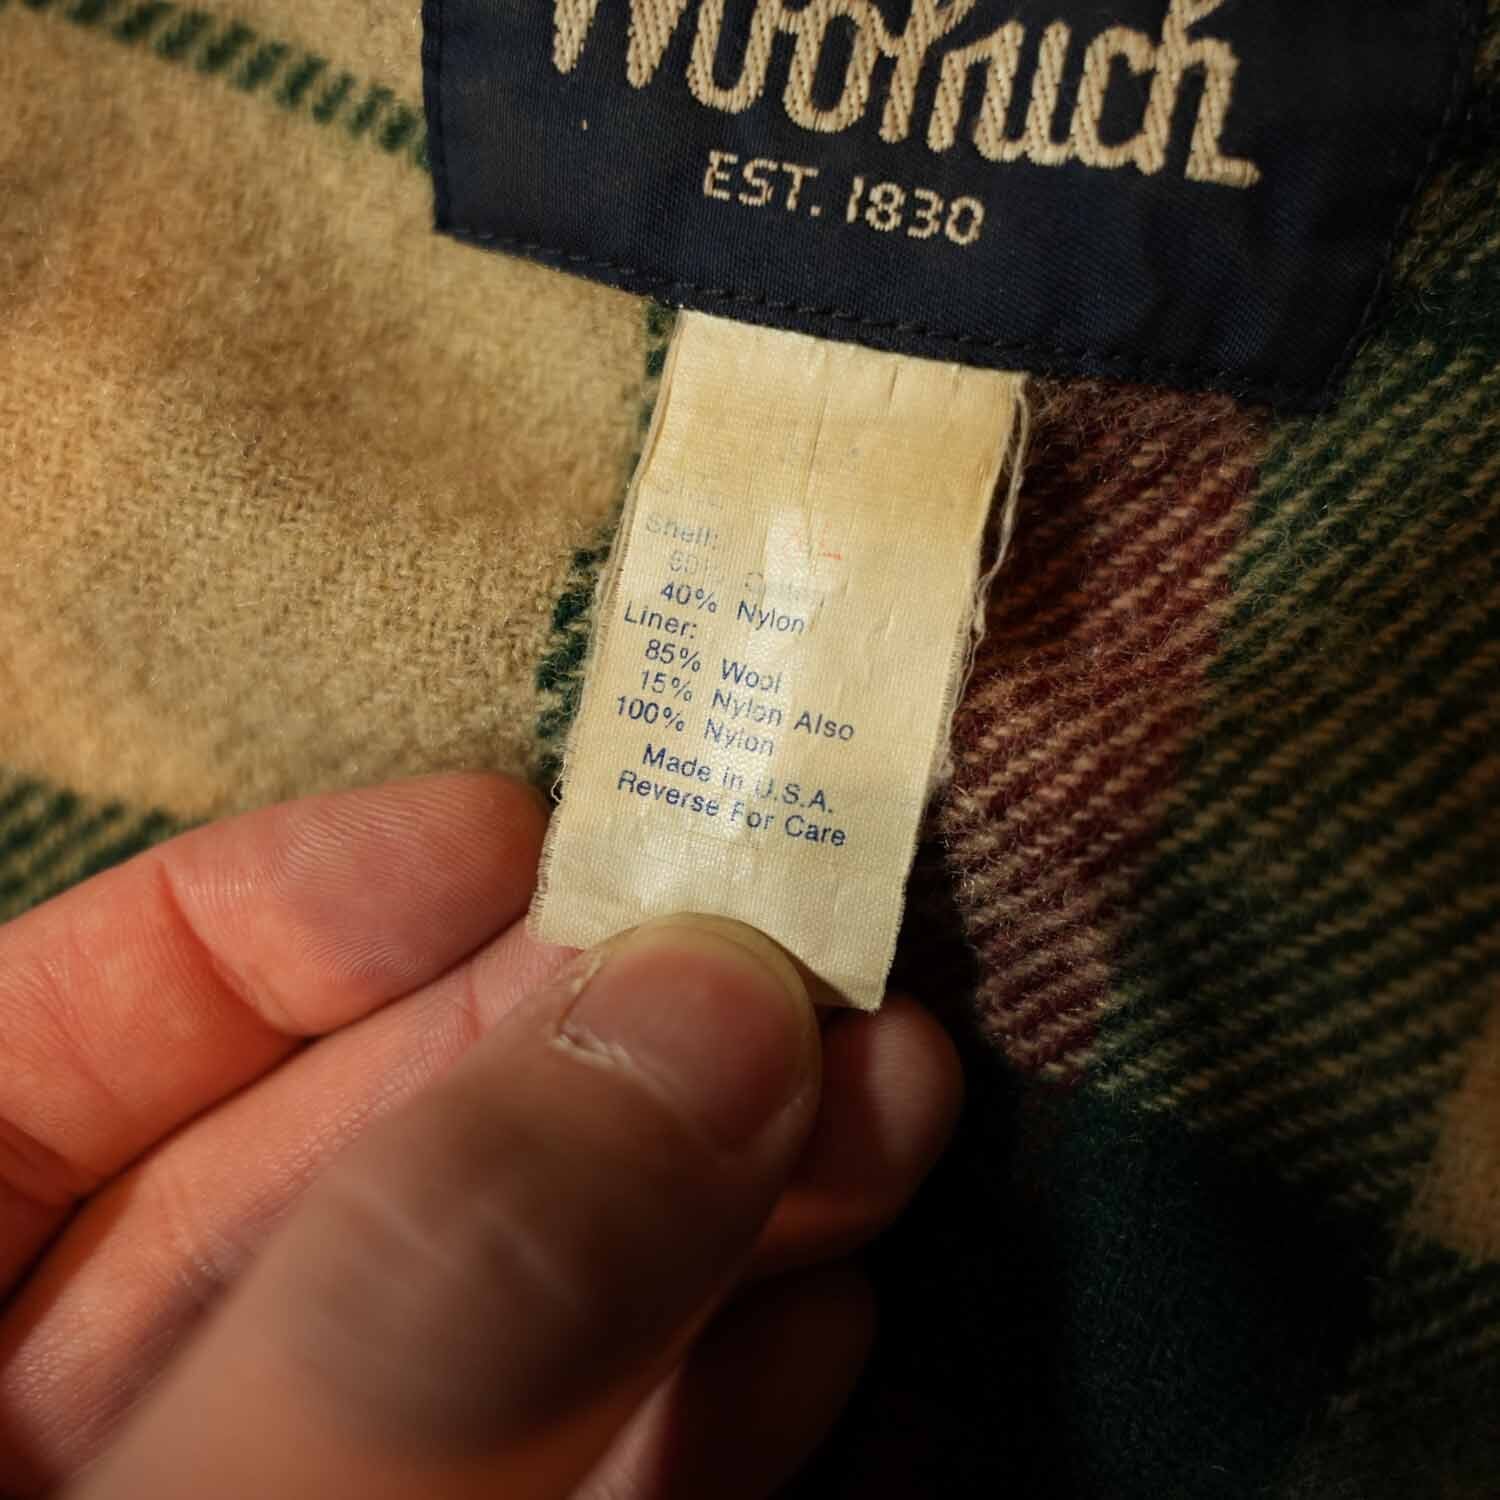 Woolrich
EST. 1830
Shell:
60%
40% Nylon
Liner:
85% Wool
15% Nylon Also
100% Nylon
Made in U.S.A.
Reverse For Care